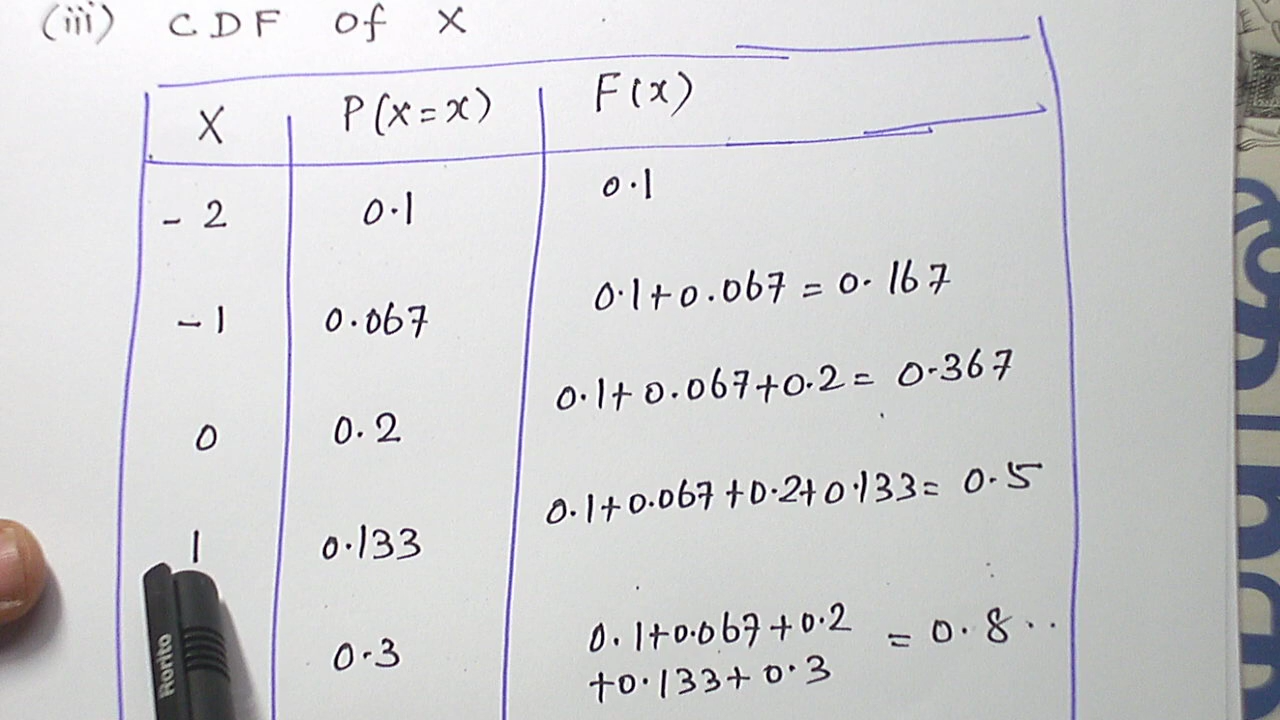 (iii) CDF of X
X P(X=x) F(x)
-2 0.1 0.1
-1 0.067 0.1+0.067 = 0.167
0 0.2 0.1+0.067+0.2 = 0.367
1 0.133 0.1+0.067+0.2+0.133 = 0.5
0.3 0.1+0.067+0.2 = 0.8..
+0.133+0.3
Florito